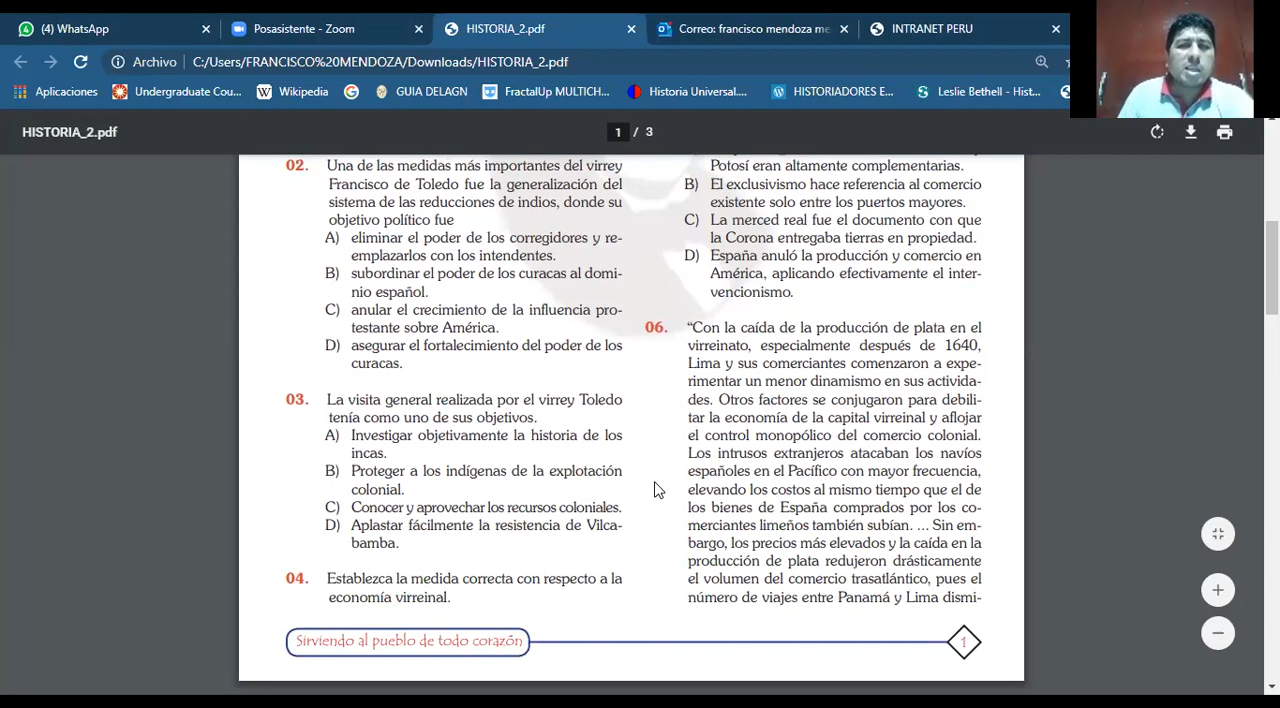 (4) WhatsApp
Posasistente - Zoom
HISTORIA_2.pdf
Correo: francisco mendoza me
INTRANET PERU
Archivo
C:/Users/FRANCISCO%20MENDOZA/Downloads/HISTORIA_2.pdf
Aplicaciones
Undergraduate Cou...
Wikipedia
GUIA DELAGN
FractalUp MULTICH...
Historia Universal....
HISTORIADORES E...
Leslie Bethell - Hist...
HISTORIA_2.pdf
1 / 3
02. Una de las medidas más importantes del virrey
Francisco de Toledo fue la generalización del
sistema de las reducciones de indios, donde su
objetivo político fue
A) eliminar el poder de los corregidores y re-
emplazarlos con los intendentes.
B) subordinar el poder de los curacas al domi-
nio español.
C) anular el crecimiento de la influencia pro-
testante sobre América.
D) asegurar el fortalecimiento del poder de los
curacas.
03. La visita general realizada por el virrey Toledo
tenía como uno de sus objetivos.
A) Investigar objetivamente la historia de los
incas.
B) Proteger a los indígenas de la explotación
colonial.
C) Conocer y aprovechar los recursos coloniales.
D) Aplastar fácilmente la resistencia de Vilca-
bamba.
04. Establezca la medida correcta con respecto a la
economía virreinal.
Potosí eran altamente complementarias.
B) El exclusivismo hace referencia al comercio
existente solo entre los puertos mayores.
C) La merced real fue el documento con que
la Corona entregaba tierras en propiedad.
D) España anuló la producción y comercio en
América, aplicando efectivamente el inter-
vencionismo.
06. “Con la caída de la producción de plata en el
virreinato, especialmente después de 1640,
Lima y sus comerciantes comenzaron a expe-
rimentar un menor dinamismo en sus activida-
des. Otros factores se conjugaron para debili-
tar la economía de la capital virreinal y aflojar
el control monopólico del comercio colonial.
Los intrusos extranjeros atacaban los navíos
españoles en el Pacífico con mayor frecuencia,
elevando los costos al mismo tiempo que el de
los bienes de España comprados por los co-
merciantes limeños también subían. ... Sin em-
bargo, los precios más elevados y la caída en la
producción de plata redujeron drásticamente
el volumen del comercio trasatlántico, pues el
número de viajes entre Panamá y Lima dismi-
Sirviendo al pueblo de todo corazón
1